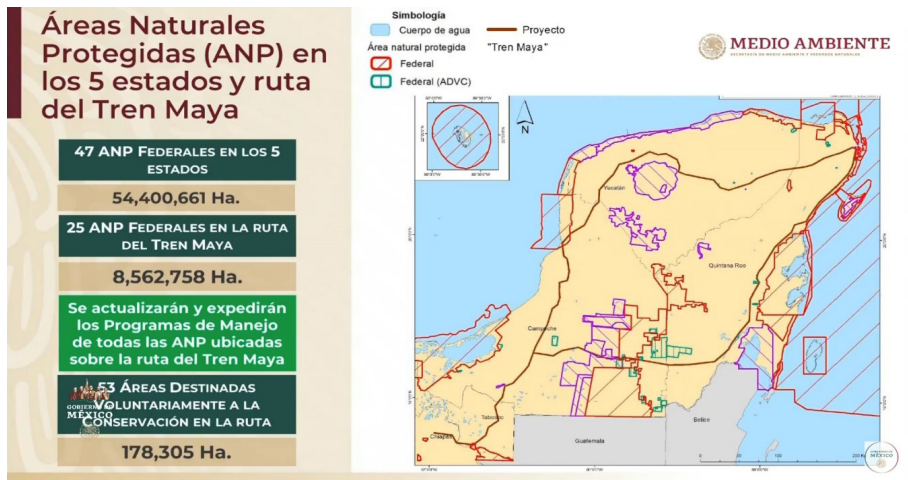 Áreas Naturales
Protegidas (ANP) en
los 5 estados y ruta
del Tren Maya
47 ANP FEDERALES EN LOS 5
ESTADOS
54,400,661 Ha.
25 ANP FEDERALES EN LA RUTA
DEL TREN MAYA
8,562,758 Ha.
Se actualizarán y expedirán
los Programas de Manejo
de todas las ANP ubicadas
sobre la ruta del Tren Maya
53 ÁREAS DESTINADAS
VOLUNTARIAMENTE A LA
CONSERVACIÓN EN LA RUTA
178,305 Ha.
GOBIERNO DE
MÉXICO
Simbología
Cuerpo de agua
Proyecto
"Tren Maya"
Área natural protegida
Federal
Federal (ADVC)
MEDIO AMBIENTE
SECRETARÍA DE MEDIO AMBIENTE Y RECURSOS NATURALES
N
Yucatán
Quintana Roo
Campeche
Tabasco
Chiapas
Guatemala
Belice
MÉXICO